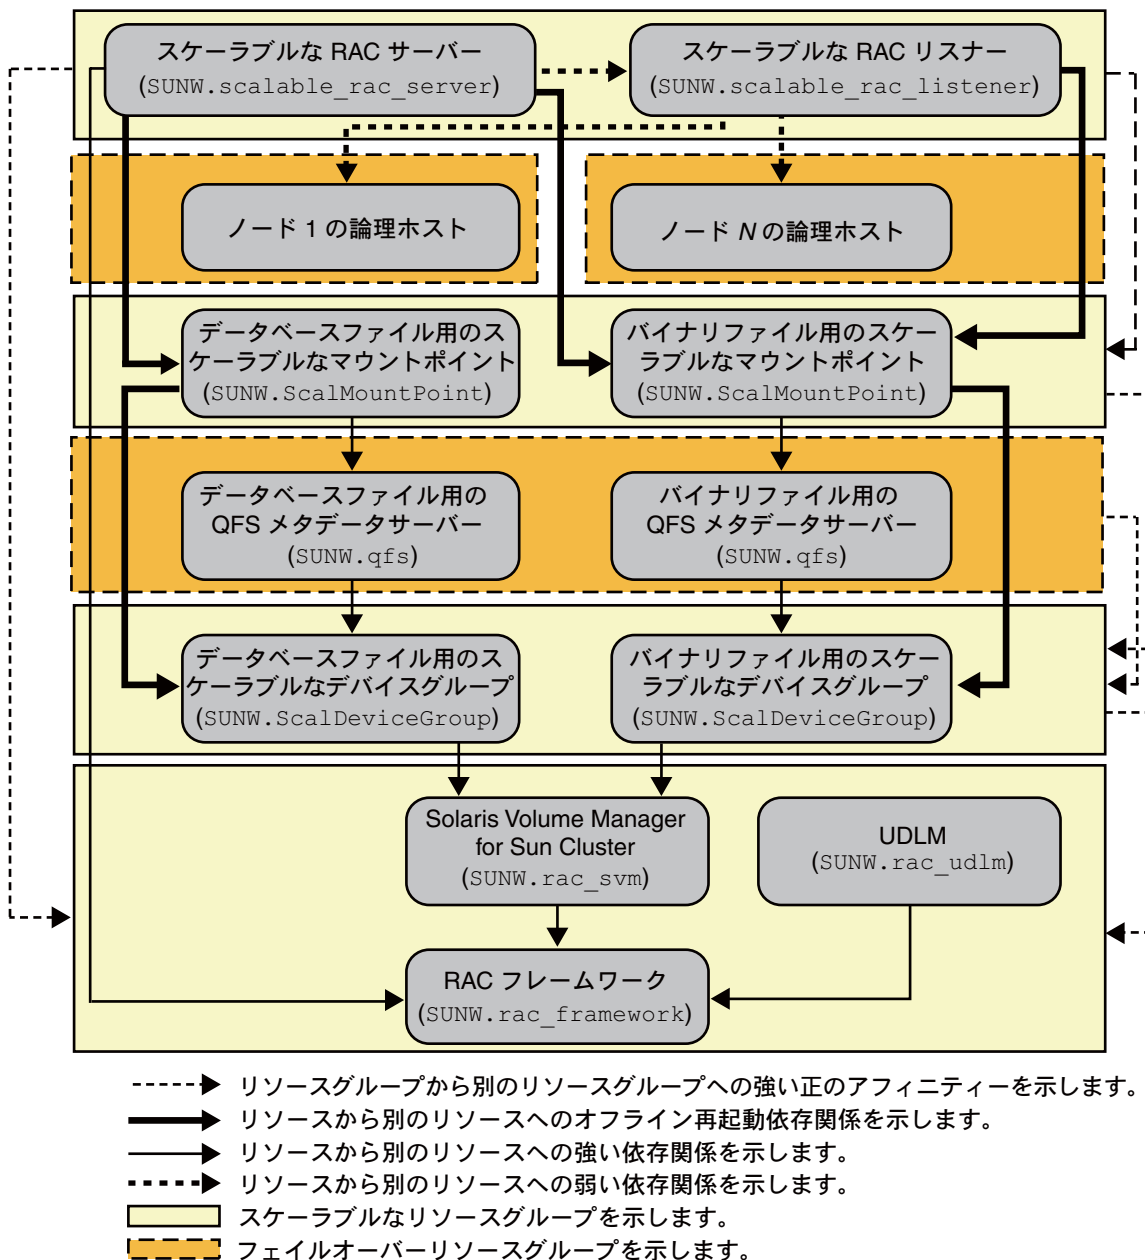 スケーラブルな RAC サーバー
(SUNW.scalable_rac_server)
スケーラブルな RAC リスナー
(SUNW.scalable_rac_listener)
ノード 1 の論理ホスト
ノード N の論理ホスト
データベースファイル用のス
ケーラブルなマウントポイント
(SUNW.ScalMountPoint)
バイナリファイル用のスケー
ラブルなマウントポイント
(SUNW.ScalMountPoint)
データベースファイル用の
QFS メタデータサーバー
(SUNW.qfs)
バイナリファイル用の
QFS メタデータサーバー
(SUNW.qfs)
データベースファイル用のス
ケーラブルなデバイスグループ
(SUNW.ScalDeviceGroup)
バイナリファイル用のスケー
ラブルなデバイスグループ
(SUNW.ScalDeviceGroup)
Solaris Volume Manager
for Sun Cluster
(SUNW.rac_svm)
UDLM
(SUNW.rac_udlm)
RAC フレームワーク
(SUNW.rac_framework)
リソースグループから別のリソースグループへの強い正のアフィニティーを示します。
リソースから別のリソースへのオフライン再起動依存関係を示します。
リソースから別のリソースへの強い依存関係を示します。
リソースから別のリソースへの弱い依存関係を示します。
スケーラブルなリソースグループを示します。
フェイルオーバーリソースグループを示します。